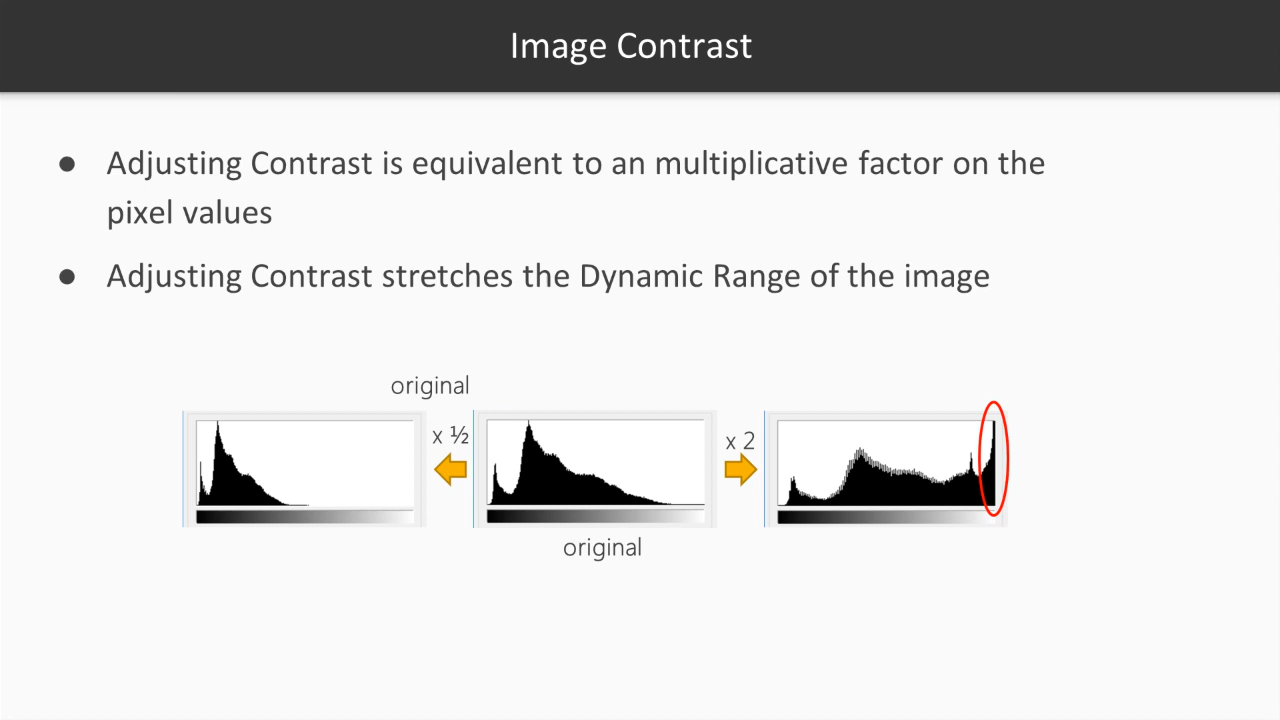 Image Contrast
● Adjusting Contrast is equivalent to an multiplicative factor on the
pixel values
● Adjusting Contrast stretches the Dynamic Range of the image
original
x ½
x 2
original